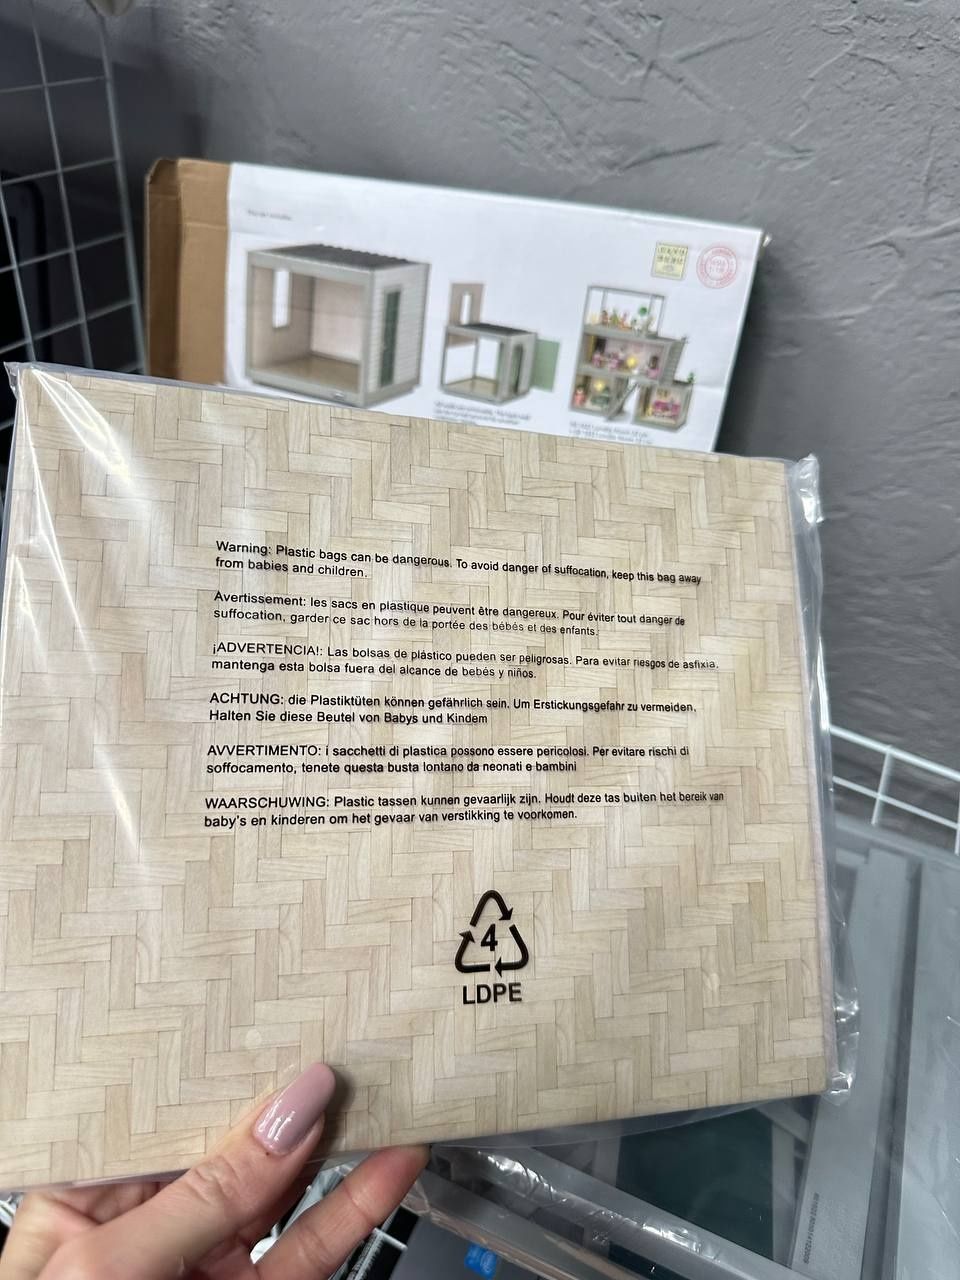 Warning: Plastic bags can be dangerous. To avoid danger of suffocation, keep this bag away
from babies and children.
Avertissement: les sacs en plastique peuvent être dangereux. Pour éviter tout danger de
suffocation, garder ce sac hors de la portée des bébés et des enfants.
¡ADVERTENCIA!: Las bolsas de plástico pueden ser peligrosas. Para evitar riesgos de asfixia,
mantenga esta bolsa fuera del alcance de bebés y niños.
ACHTUNG: die Plastiktüten können gefährlich sein. Um Erstickungsgefahr zu vermeiden,
Halten Sie diese Beutel von Babys und Kindem
AVVERTIMENTO: i sacchetti di plastica possono essere pericolosi. Per evitare rischi di
soffocamento, tenete questa busta lontano da neonati e bambini
WAARSCHUWING: Plastic tassen kunnen gevaarlijk zijn. Houdt deze tas buiten het bereik van
baby's en kinderen om het gevaar van verstikking te voorkomen.
4
LDPE